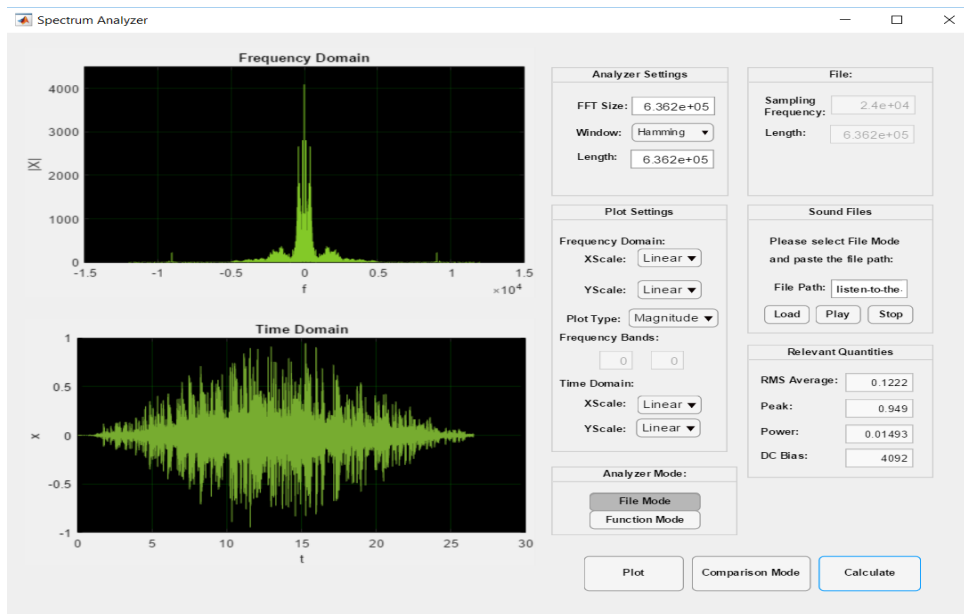 Spectrum Analyzer
Frequency Domain
4000
3000
2000
1000
0
|X|
-1.5 -1 -0.5 0 0.5 1 1.5
f
×10⁴
Time Domain
1
0.5
0
-0.5
-1
x
0 5 10 15 20 25 30
t
Analyzer Settings
FFT Size: 6.362e+05
Window: Hamming
Length: 6.362e+05
File:
Sampling
Frequency: 2.4e+04
Length: 6.362e+05
Plot Settings
Frequency Domain:
XScale: Linear
YScale: Linear
Plot Type: Magnitude
Frequency Bands:
0 0
Time Domain:
XScale: Linear
YScale: Linear
Sound Files
Please select File Mode
and paste the file path:
File Path: listen-to-the-
Load Play Stop
Relevant Quantities
RMS Average: 0.1222
Peak: 0.949
Power: 0.01493
DC Bias: 4092
Analyzer Mode:
File Mode
Function Mode
Plot Comparison Mode Calculate